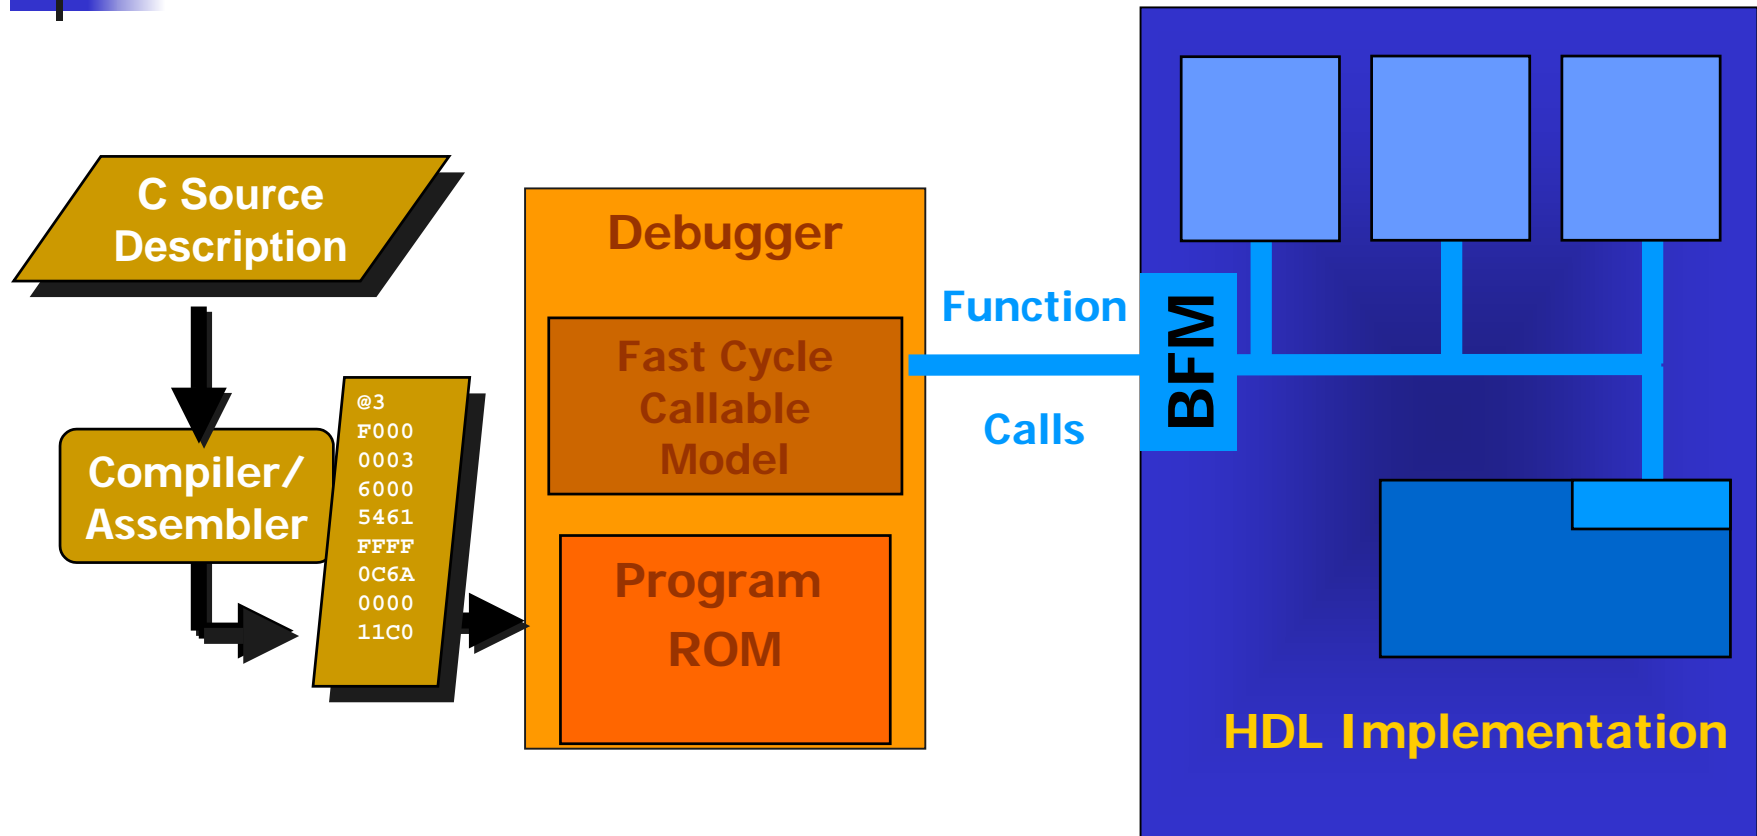 C Source
Description
Compiler/
Assembler
@3
F000
0003
6000
5461
FFFF
0C6A
0000
11C0
Debugger
Fast Cycle
Callable
Model
Program
ROM
Function
Calls
BFM
HDL Implementation